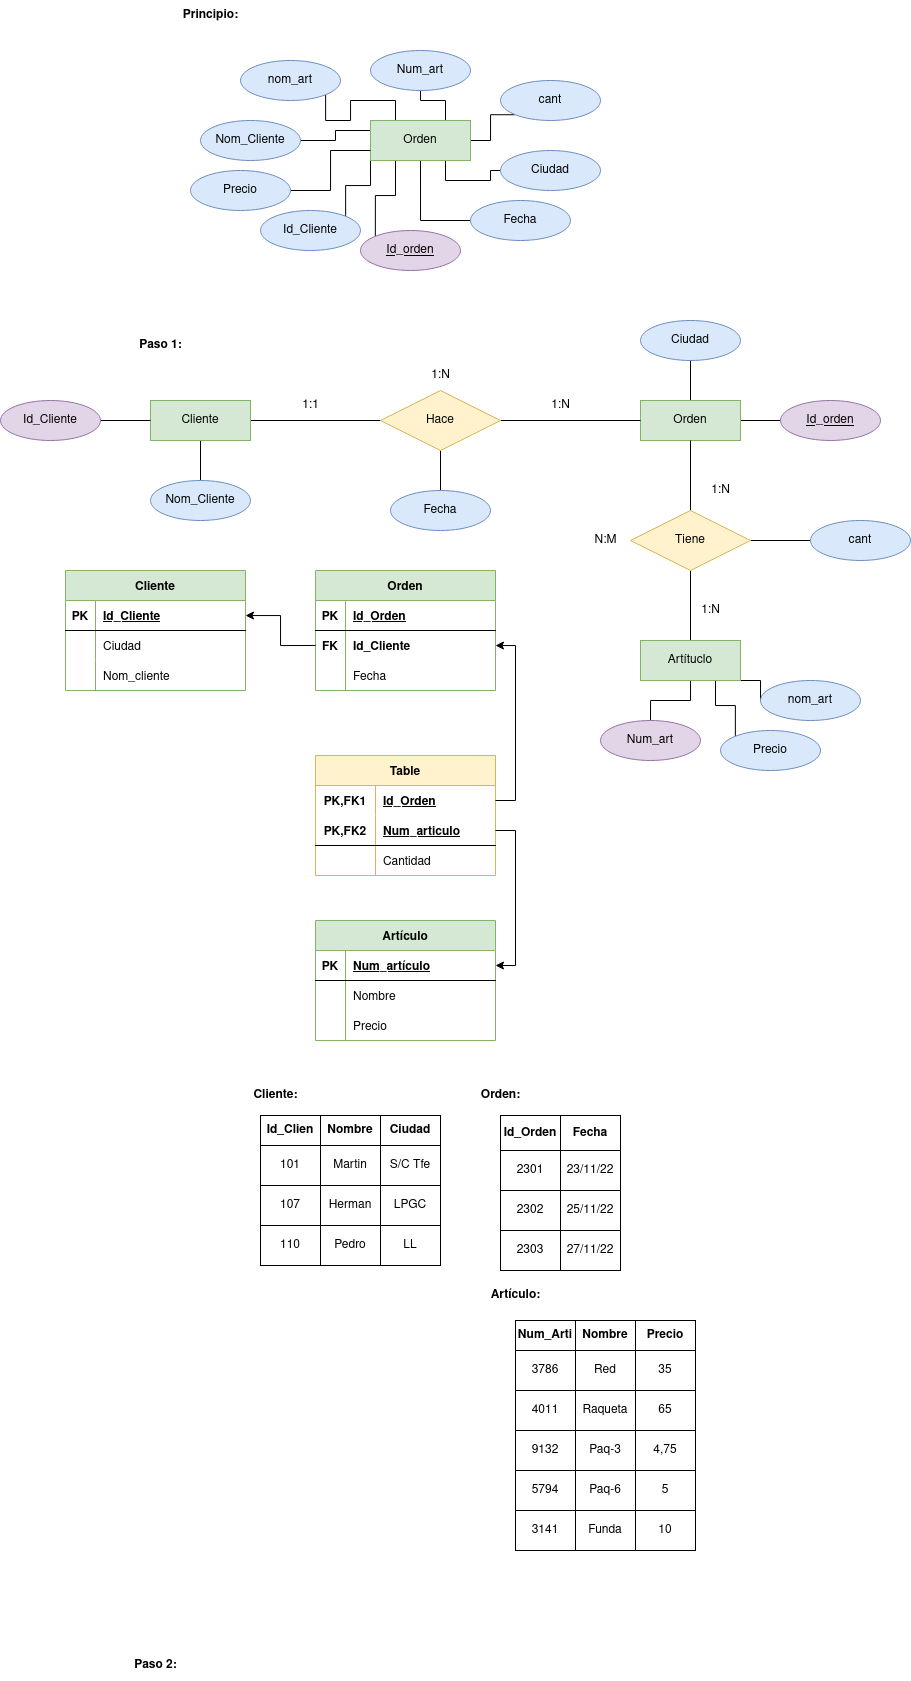 Principio:
nom_art
Num_art
cant
Nom_Cliente
Orden
Ciudad
Precio
Id_Cliente
Fecha
Id_orden
Paso 1:
Ciudad
1:N
Id_Cliente
Cliente
1:1
Hace
1:N
Orden
Id_orden
Nom_Cliente
Fecha
1:N
N:M
Tiene
cant
1:N
Artítuclo
nom_art
Num_art
Precio
Cliente
PK Id_Cliente
Ciudad
Nom_cliente
Orden
PK Id_Orden
FK Id_Cliente
Fecha
Table
PK,FK1 Id_Orden
PK,FK2 Num_articulo
Cantidad
Artículo
PK Num_artículo
Nombre
Precio
Cliente:
Id_Clien Nombre Ciudad
101 Martin S/C Tfe
107 Herman LPGC
110 Pedro LL
Orden:
Id_Orden Fecha
2301 23/11/22
2302 25/11/22
2303 27/11/22
Artículo:
Num_Arti Nombre Precio
3786 Red 35
4011 Raqueta 65
9132 Paq-3 4,75
5794 Paq-6 5
3141 Funda 10
Paso 2: